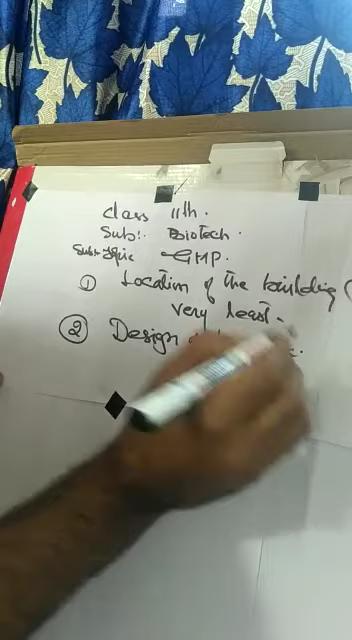 class 11th.
Sub:. BioTech.
Sub-Topic GMP.
① Location of the building (
very least.
② Design